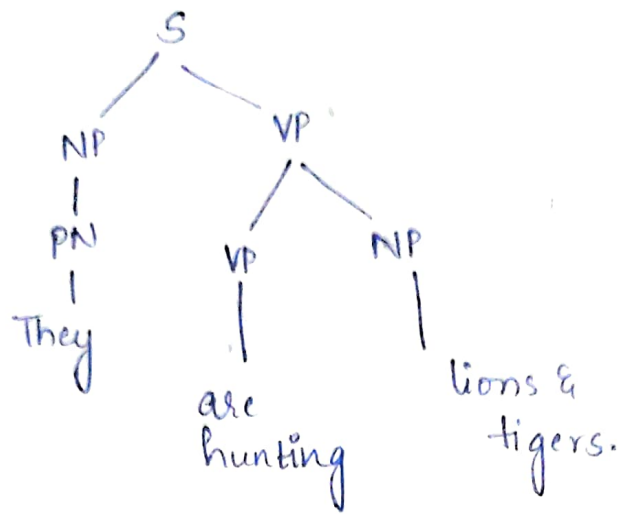 S
NP VP
PN VP NP
They
are lions &
hunting tigers.